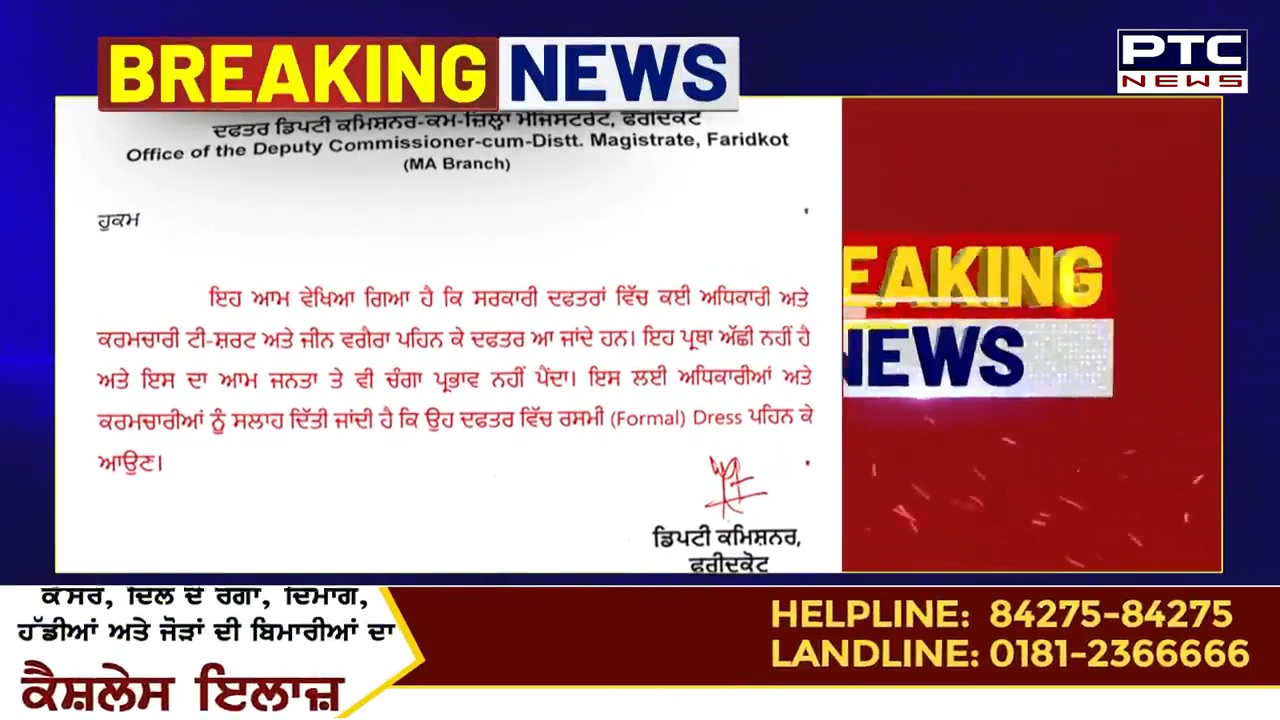 BREAKING NEWS
PTC
NEWS
ਦਫਤਰ ਡਿਪਟੀ ਕਮਿਸ਼ਨਰ-ਕਮ-ਜ਼ਿਲ੍ਹਾ ਮੈਜਿਸਟਰੇਟ, ਫਰੀਦਕੋਟ
Office of the Deputy Commissioner-cum-Distt. Magistrate, Faridkot
(MA Branch)
ਹੁਕਮ
ਇਹ ਆਮ ਵੇਖਿਆ ਗਿਆ ਹੈ ਕਿ ਸਰਕਾਰੀ ਦਫਤਰਾਂ ਵਿੱਚ ਕਈ ਅਧਿਕਾਰੀ ਅਤੇ
ਕਰਮਚਾਰੀ ਟੀ-ਸ਼ਰਟ ਅਤੇ ਜੀਨ ਵਗੈਰਾ ਪਹਿਨ ਕੇ ਦਫਤਰ ਆ ਜਾਂਦੇ ਹਨ। ਇਹ ਪ੍ਰਥਾ ਅੱਛੀ ਨਹੀਂ ਹੈ
ਅਤੇ ਇਸ ਦਾ ਆਮ ਜਨਤਾ ਤੇ ਵੀ ਚੰਗਾ ਪ੍ਰਭਾਵ ਨਹੀਂ ਪੈਂਦਾ। ਇਸ ਲਈ ਅਧਿਕਾਰੀਆਂ ਅਤੇ
ਕਰਮਚਾਰੀਆਂ ਨੂੰ ਸਲਾਹ ਦਿੱਤੀ ਜਾਂਦੀ ਹੈ ਕਿ ਉਹ ਦਫਤਰ ਵਿੱਚ ਰਸਮੀ (Formal) Dress ਪਹਿਨ ਕੇ
ਆਉਣ।
ਡਿਪਟੀ ਕਮਿਸ਼ਨਰ,
ਫਰੀਦਕੋਟ
EAKING
NEWS
ਕੈਂਸਰ, ਦਿਲ ਦੇ ਰੋਗਾਂ, ਦਿਮਾਗ,
ਹੱਡੀਆਂ ਅਤੇ ਜੋੜਾਂ ਦੀ ਬਿਮਾਰੀਆਂ ਦਾ
ਕੈਸ਼ਲੇਸ ਇਲਾਜ਼
HELPLINE: 84275-84275
LANDLINE: 0181-2366666